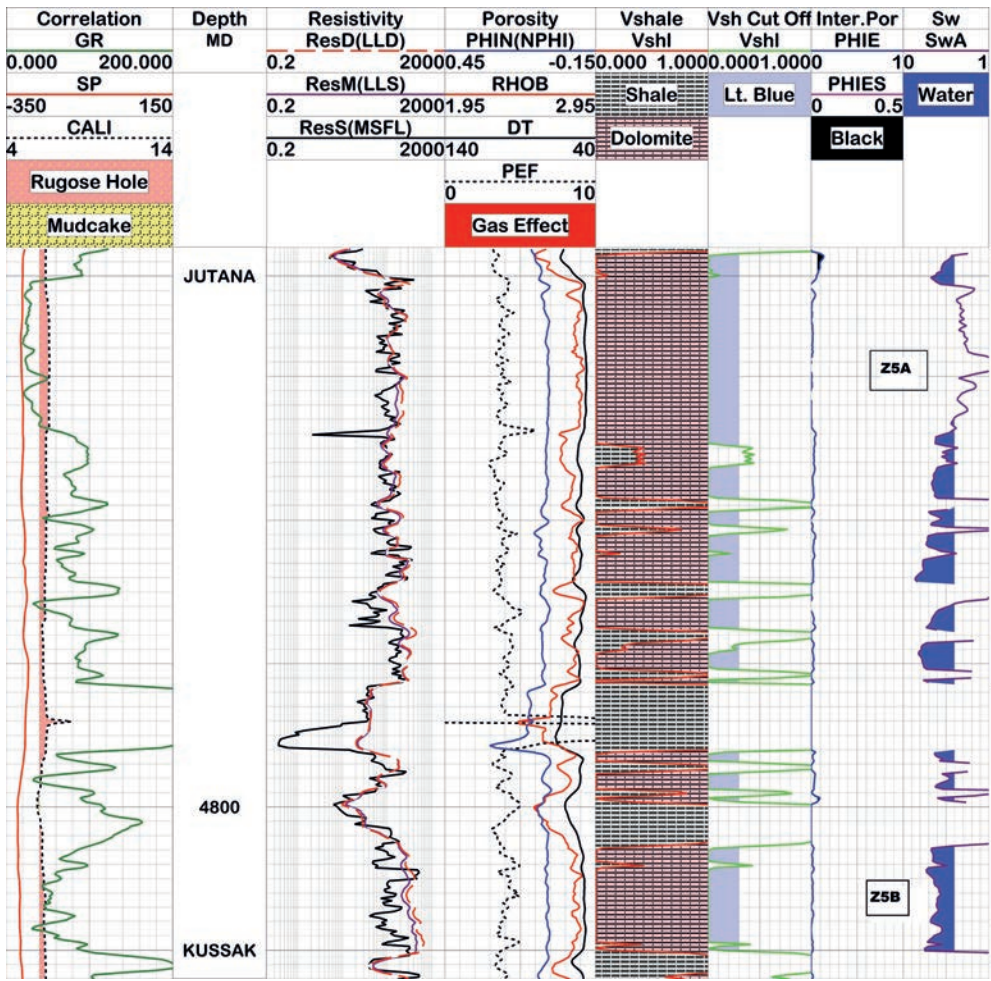 Correlation Depth Resistivity Porosity Vshale Vsh Cut Off Inter.Por Sw
GR MD ResD(LLD) PHIN(NPHI) Vshl Vshl PHIE SwA
0.000 200.000 0.2 2000 0.45 -0.15 0.000 1.000 0.000 1.000 0 10 1
SP ResM(LLS) RHOB Shale Lt. Blue PHIES Water
-350 150 0.2 2000 1.95 2.95 0 0.5
CALI ResS(MSFL) DT Dolomite Black
4 14 0.2 2000 140 40
Rugose Hole PEF
0 10
Mudcake Gas Effect
JUTANA
Z5A
4800
Z5B
KUSSAK